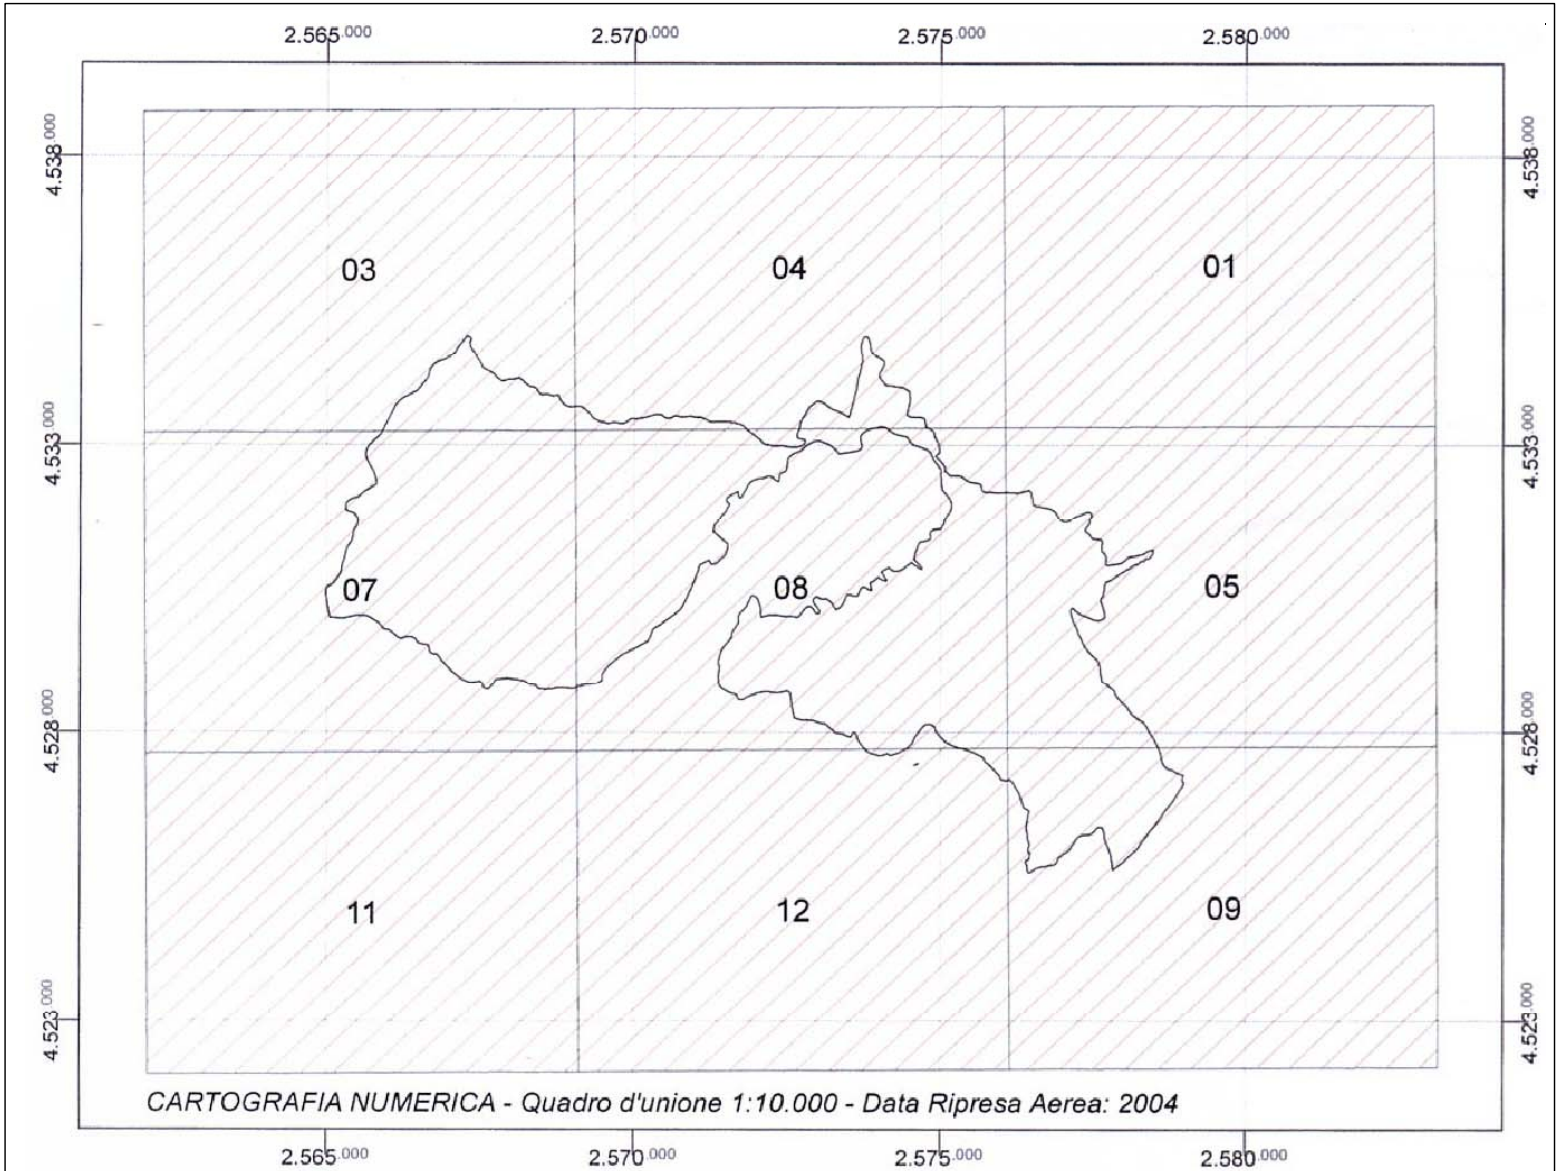 2.565.000 2.570.000 2.575.000 2.580.000
4.538.000 4.538.000
03 04 01
4.533.000 4.533.000
07 08 05
4.528.000 4.528.000
11 12 09
4.523.000 4.523.000
CARTOGRAFIA NUMERICA - Quadro d'unione 1:10.000 - Data Ripresa Aerea: 2004
2.565.000 2.570.000 2.575.000 2.580.000